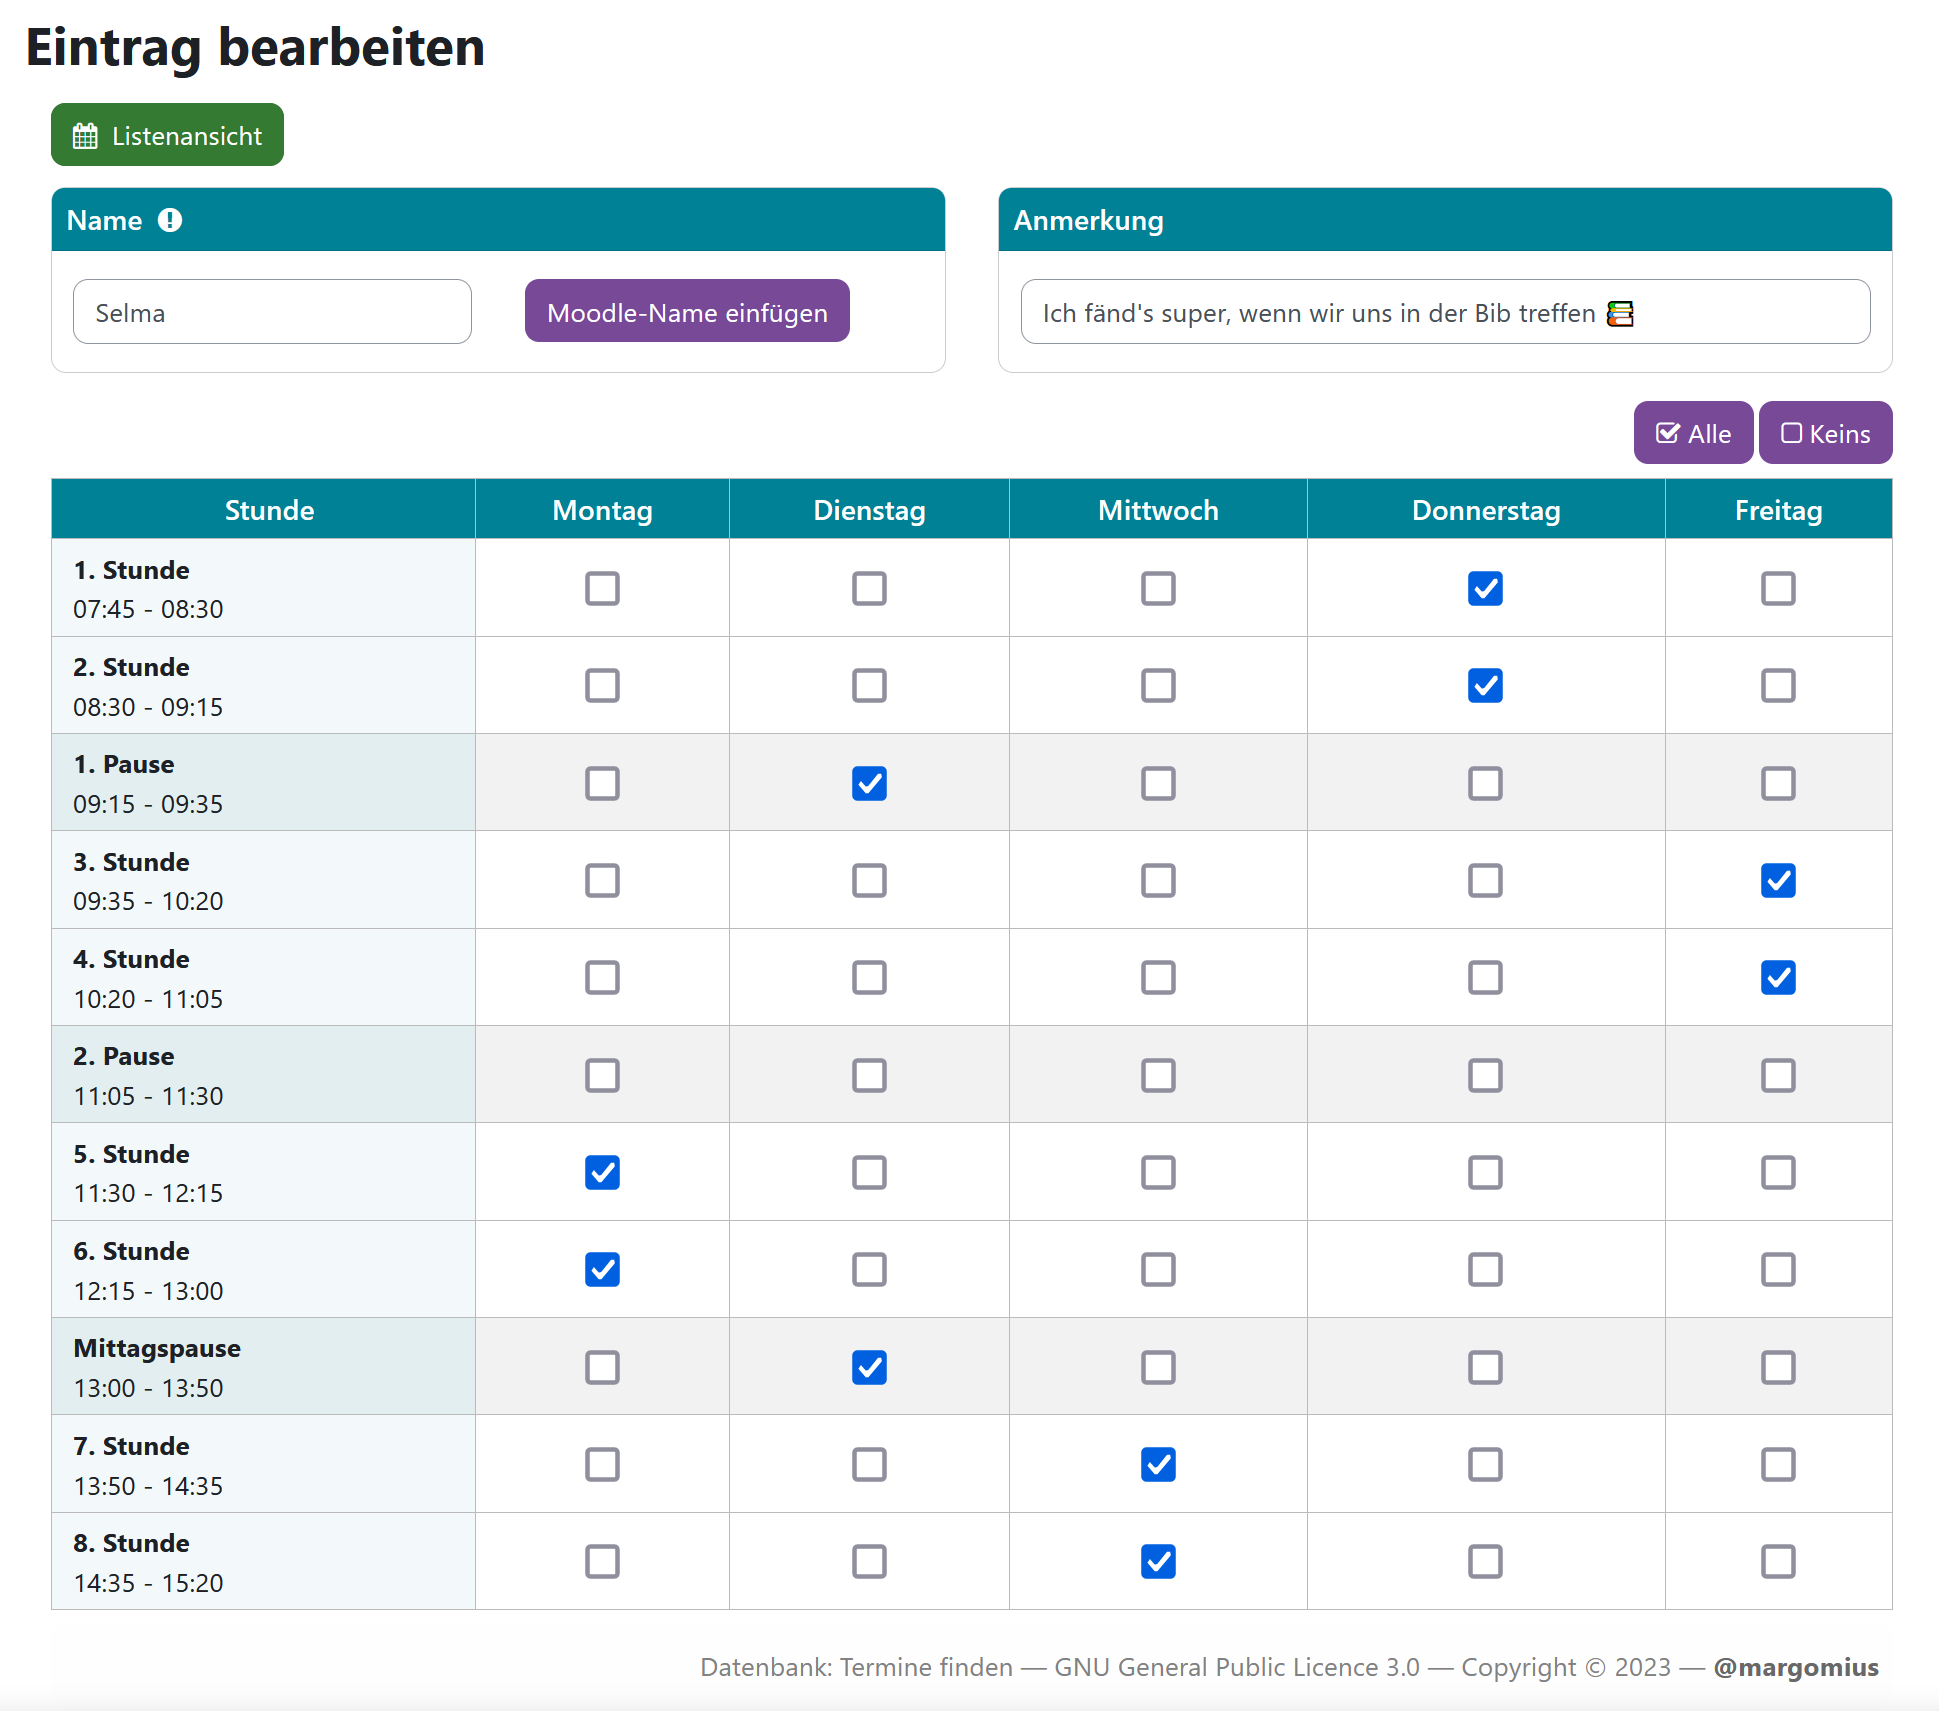 Eintrag bearbeiten
Listenansicht
Name
Selma
Moodle-Name einfügen
Anmerkung
Ich fänd's super, wenn wir uns in der Bib treffen 📚
Alle
Keins
Stunde Montag Dienstag Mittwoch Donnerstag Freitag
1. Stunde
07:45 - 08:30
2. Stunde
08:30 - 09:15
1. Pause
09:15 - 09:35
3. Stunde
09:35 - 10:20
4. Stunde
10:20 - 11:05
2. Pause
11:05 - 11:30
5. Stunde
11:30 - 12:15
6. Stunde
12:15 - 13:00
Mittagspause
13:00 - 13:50
7. Stunde
13:50 - 14:35
8. Stunde
14:35 - 15:20
Datenbank: Termine finden — GNU General Public Licence 3.0 — Copyright © 2023 — @margomius